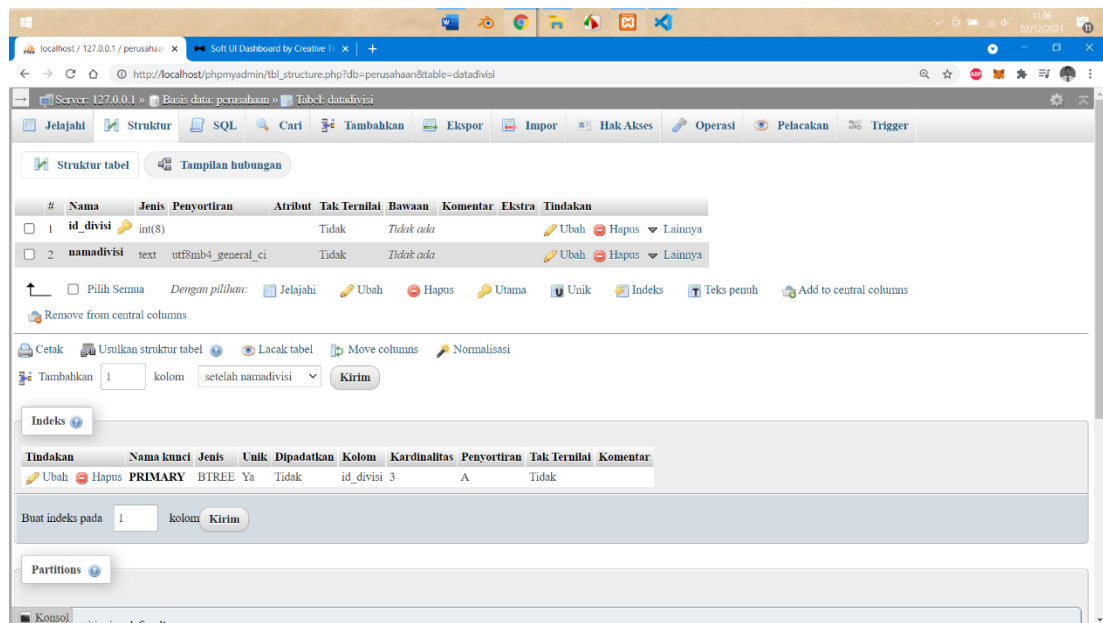 11.06
02/12/2021
localhost / 127.0.0.1 / perusahaan
Soft UI Dashboard by Creative Ti
http://localhost/phpmyadmin/tbl_structure.php?db=perusahaan&table=datadivisi
Server: 127.0.0.1 » Basis data: perusahaan » Tabel: datadivisi
Jelajahi Struktur SQL Cari Tambahkan Ekspor Impor Hak Akses Operasi Pelacakan Trigger
Struktur tabel Tampilan hubungan
# Nama Jenis Penyortiran Atribut Tak Ternilai Bawaan Komentar Ekstra Tindakan
1 id_divisi int(8) Tidak Tidak ada Ubah Hapus Lainnya
2 namadivisi text utf8mb4_general_ci Tidak Tidak ada Ubah Hapus Lainnya
Pilih Semua Dengan pilihan: Jelajahi Ubah Hapus Utama Unik Indeks Teks penuh Add to central columns
Remove from central columns
Cetak Usulkan struktur tabel Lacak tabel Move columns Normalisasi
Tambahkan 1 kolom setelah namadivisi Kirim
Indeks
Tindakan Nama kunci Jenis Unik Dipadatkan Kolom Kardinalitas Penyortiran Tak Ternilai Komentar
Ubah Hapus PRIMARY BTREE Ya Tidak id_divisi 3 A Tidak
Buat indeks pada 1 kolom Kirim
Partitions
Konsol